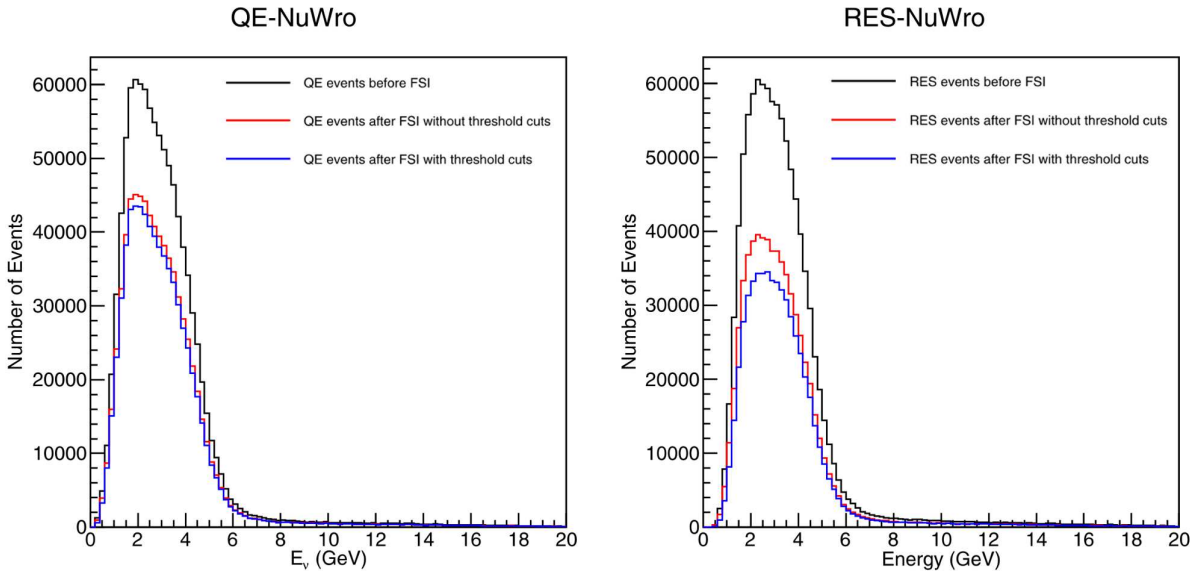 QE-NuWro
Number of Events
60000
50000
40000
30000
20000
10000
0
QE events before FSI
QE events after FSI without threshold cuts
QE events after FSI with threshold cuts
0 2 4 6 8 10 12 14 16 18 20
Eν (GeV)
RES-NuWro
Number of Events
60000
50000
40000
30000
20000
10000
0
RES events before FSI
RES events after FSI without threshold cuts
RES events after FSI with threshold cuts
0 2 4 6 8 10 12 14 16 18 20
Energy (GeV)